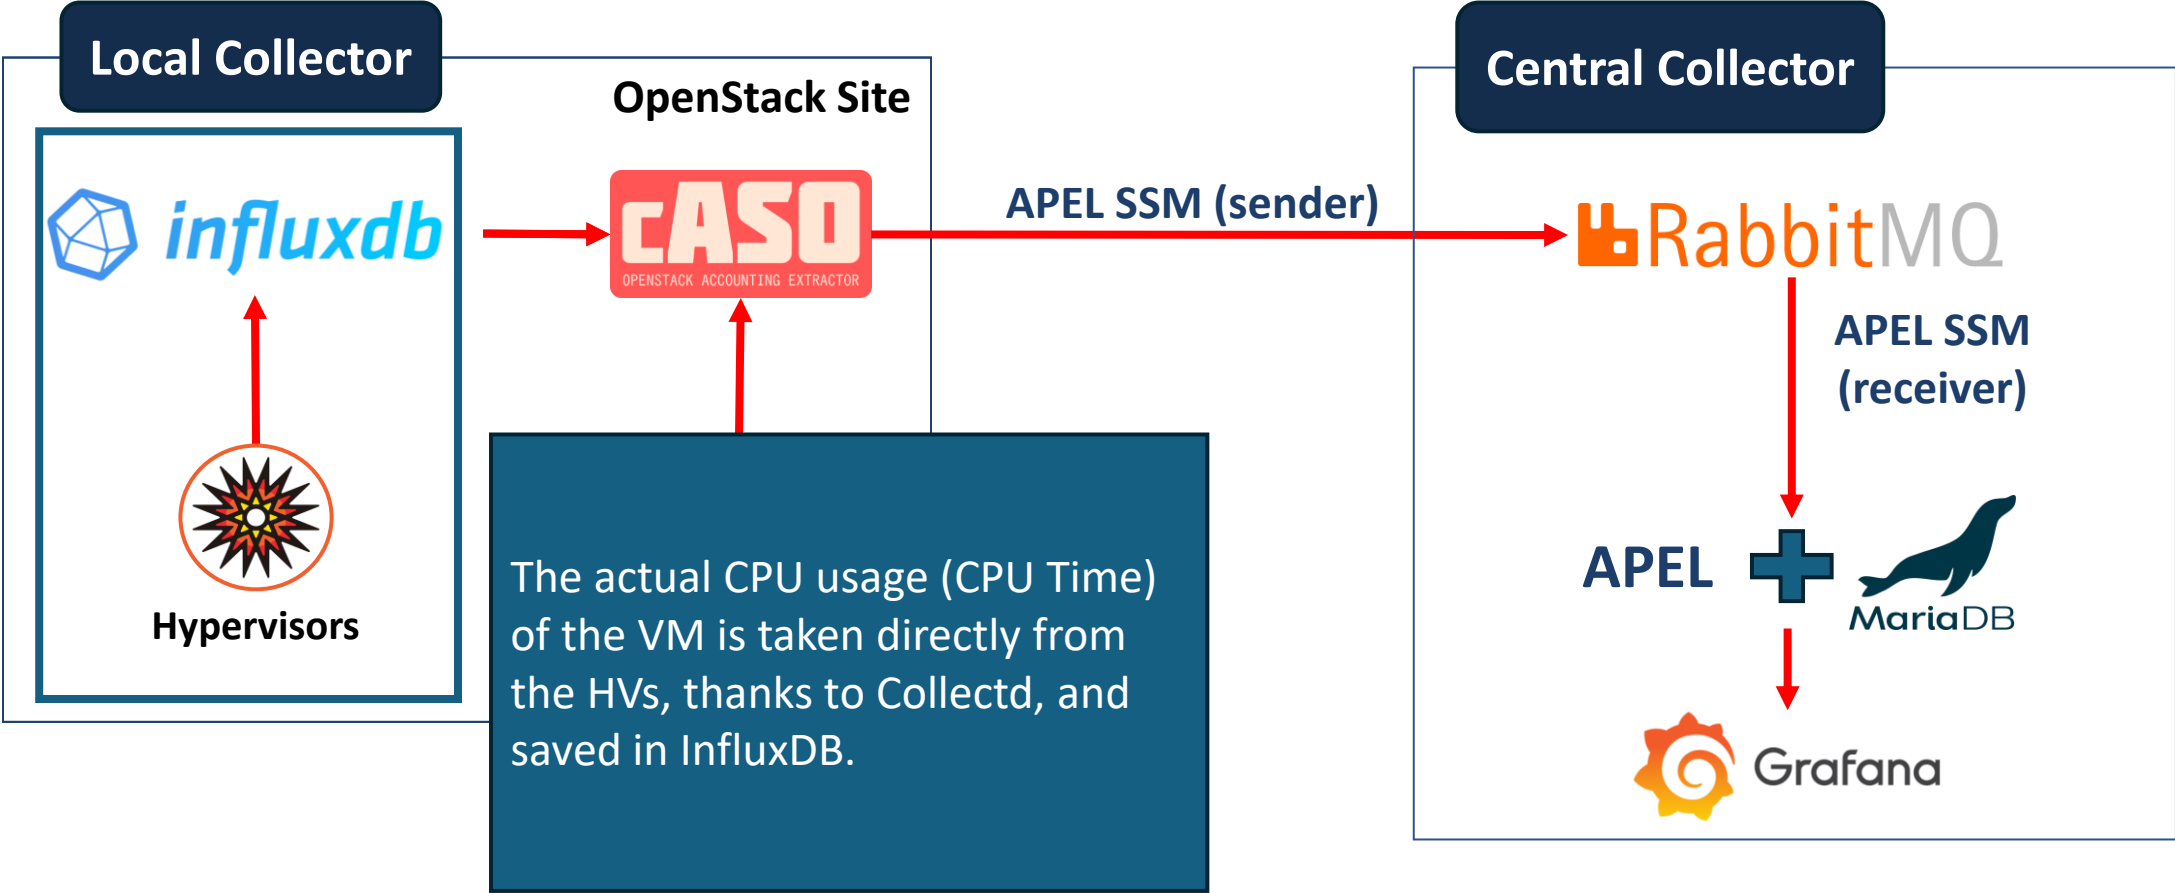 Local Collector
OpenStack Site
influxdb
cASO
OPENSTACK ACCOUNTING EXTRACTOR
Hypervisors
The actual CPU usage (CPU Time)
of the VM is taken directly from
the HVs, thanks to Collectd, and
saved in InfluxDB.
APEL SSM (sender)
Central Collector
RabbitMQ
APEL SSM
(receiver)
APEL
MariaDB
Grafana